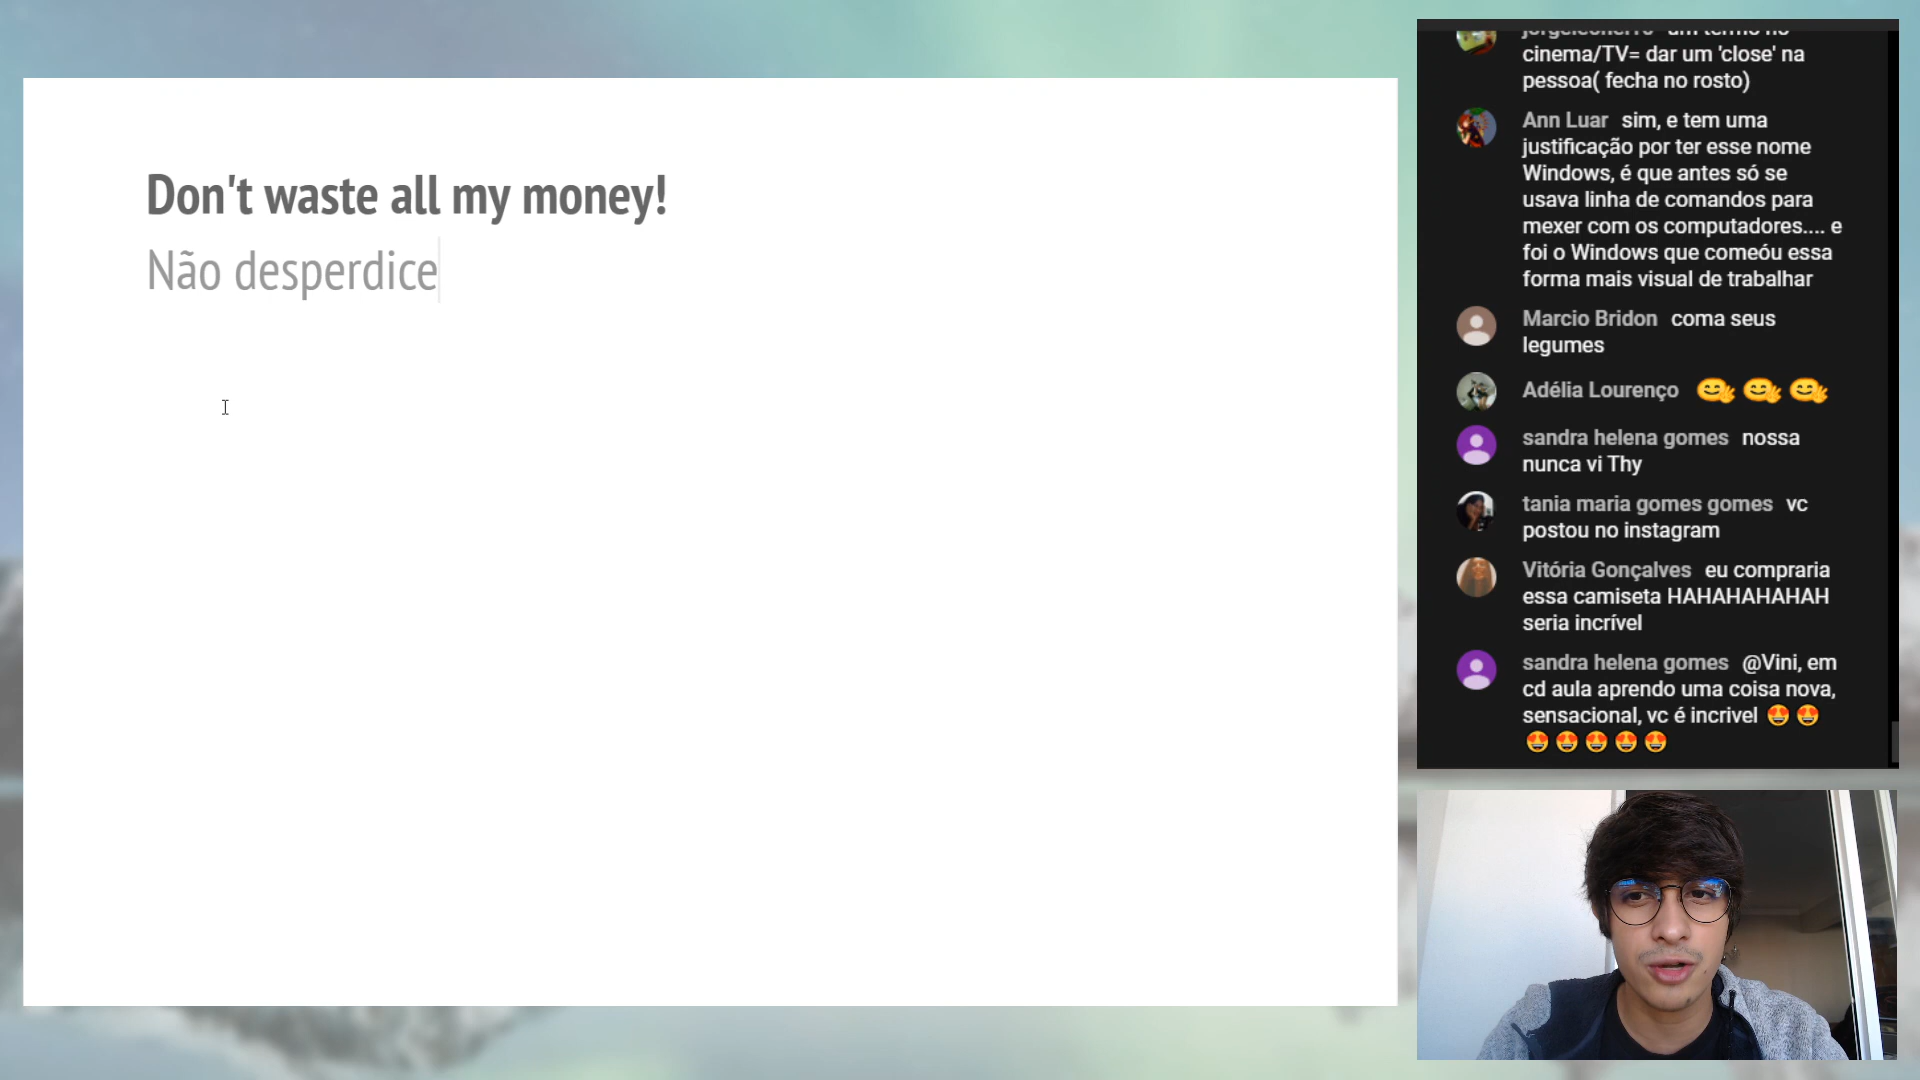 Don't waste all my money!
Não desperdice
cinema/TV= dar um 'close' na
pessoa( fecha no rosto)
Ann Luar sim, e tem uma
justificação por ter esse nome
Windows, é que antes só se
usava linha de comandos para
mexer com os computadores.... e
foi o Windows que comeóu essa
forma mais visual de trabalhar
Marcio Bridon coma seus
legumes
Adélia Lourenço
sandra helena gomes nossa
nunca vi Thy
tania maria gomes gomes vc
postou no instagram
Vitória Gonçalves eu compraria
essa camiseta HAHAHAHAHAH
seria incrível
sandra helena gomes @Vini, em
cd aula aprendo uma coisa nova,
sensacional, vc é incrivel